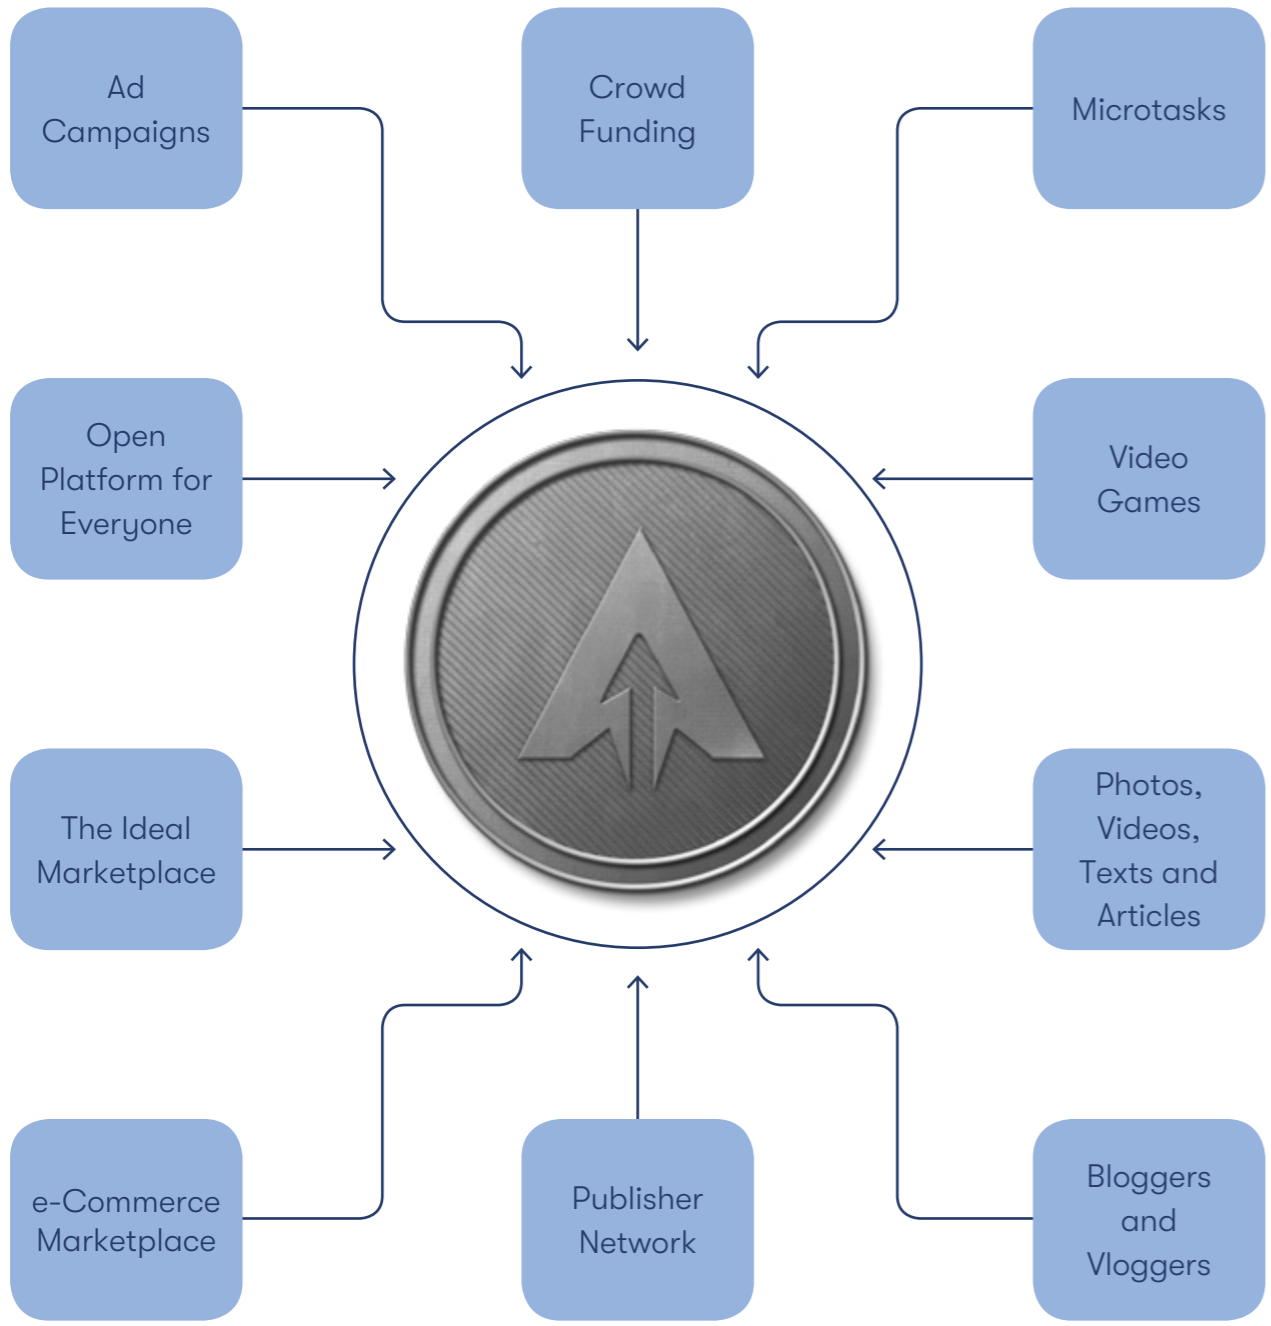 Ad
Campaigns
Crowd
Funding
Microtasks
Open
Platform for
Everyone
Video
Games
The Ideal
Marketplace
Photos,
Videos,
Texts and
Articles
e-Commerce
Marketplace
Publisher
Network
Bloggers
and
Vloggers